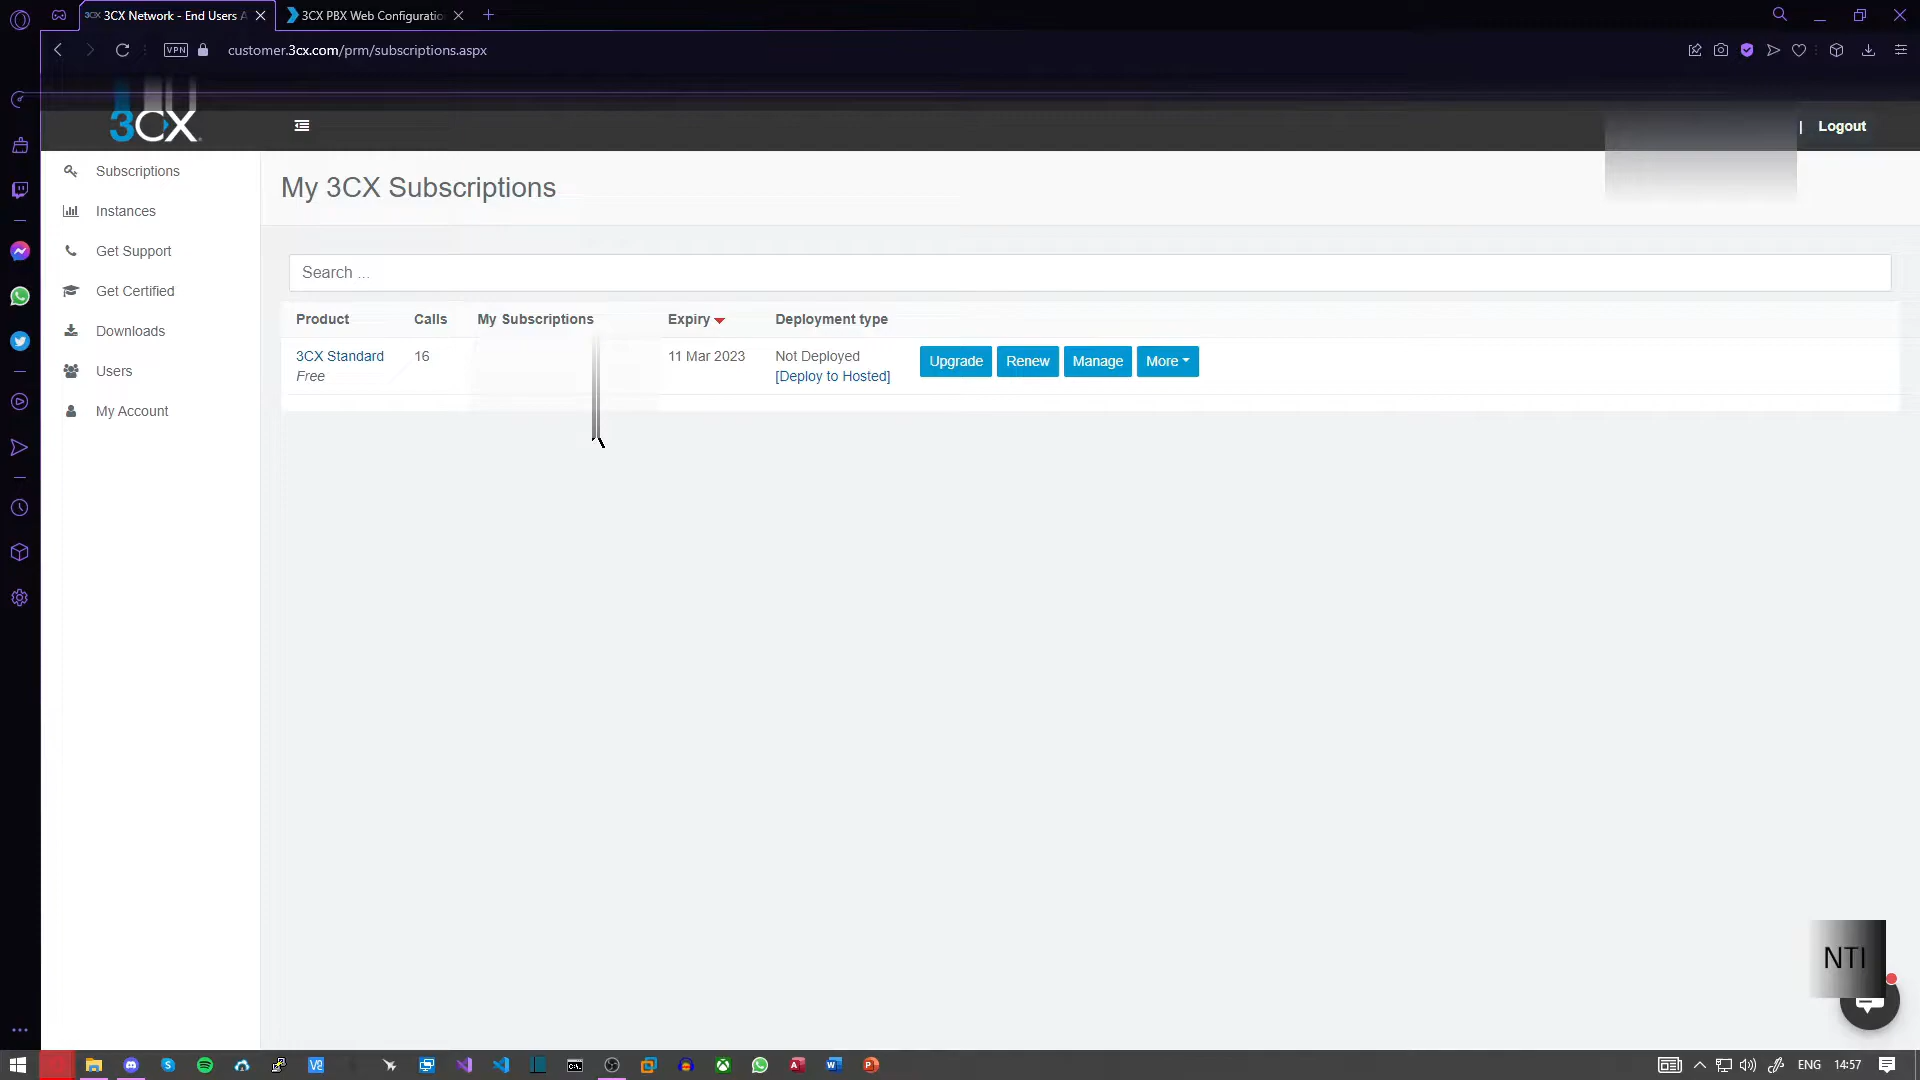 3CX Network - End Users A
3CX PBX Web Configuratio
VPN
customer.3cx.com/prm/subscriptions.aspx
3CX
| Logout
Subscriptions
Instances
Get Support
Get Certified
Downloads
Users
My Account
My 3CX Subscriptions
Search ...
Product Calls My Subscriptions Expiry Deployment type
3CX Standard 16 11 Mar 2023 Not Deployed Upgrade Renew Manage More
Free [Deploy to Hosted]
NTI
ENG 14:57